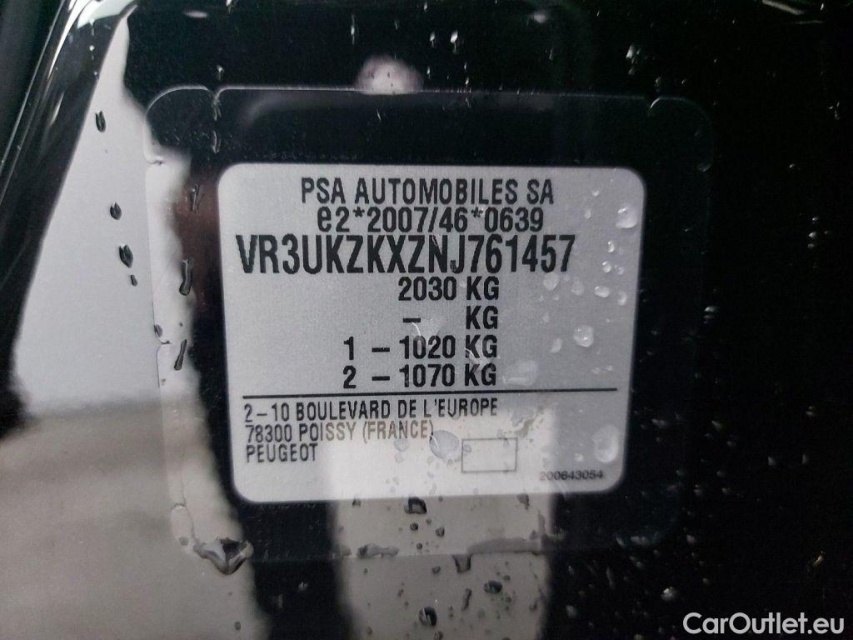 PSA AUTOMOBILES SA
e2*2007/46*0639
VR3UKZKXZNJ761457
2030 KG
– KG
1 – 1020 KG
2 – 1070 KG
2–10 BOULEVARD DE L'EUROPE
78300 POISSY (FRANCE)
PEUGEOT
200643054
CarOutlet.eu